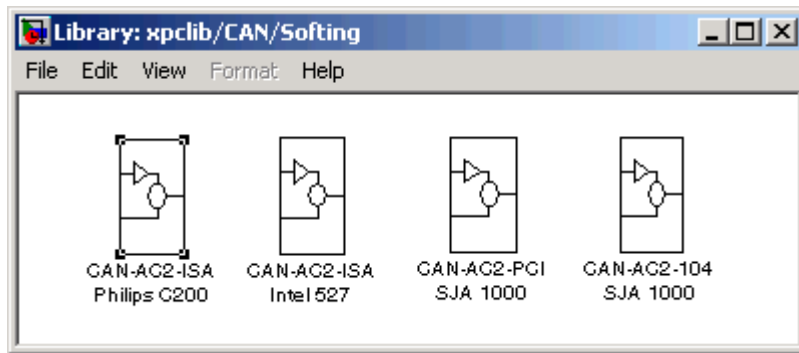 Library: xpclib/CAN/Softing
File Edit View Format Help
CAN-AC2-ISA CAN-AC2-ISA CAN-AC2-PCI CAN-AC2-104
Philips C200 Intel 527 SJA 1000 SJA 1000